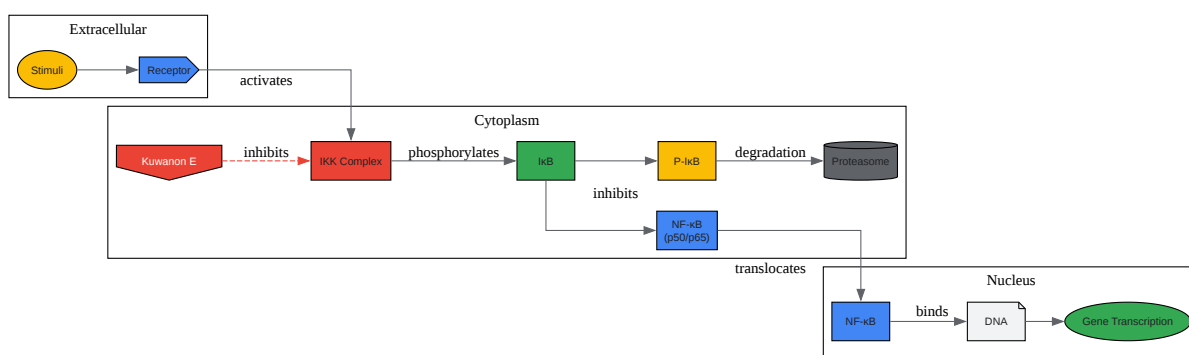 Extracellular
Stimuli
Receptor
activates
Cytoplasm
Kuwanon E
inhibits
IKK Complex
phosphorylates
IκB
P-IκB
degradation
Proteasome
inhibits
NF-κB
(p50/p65)
translocates
Nucleus
NF-κB
binds
DNA
Gene Transcription